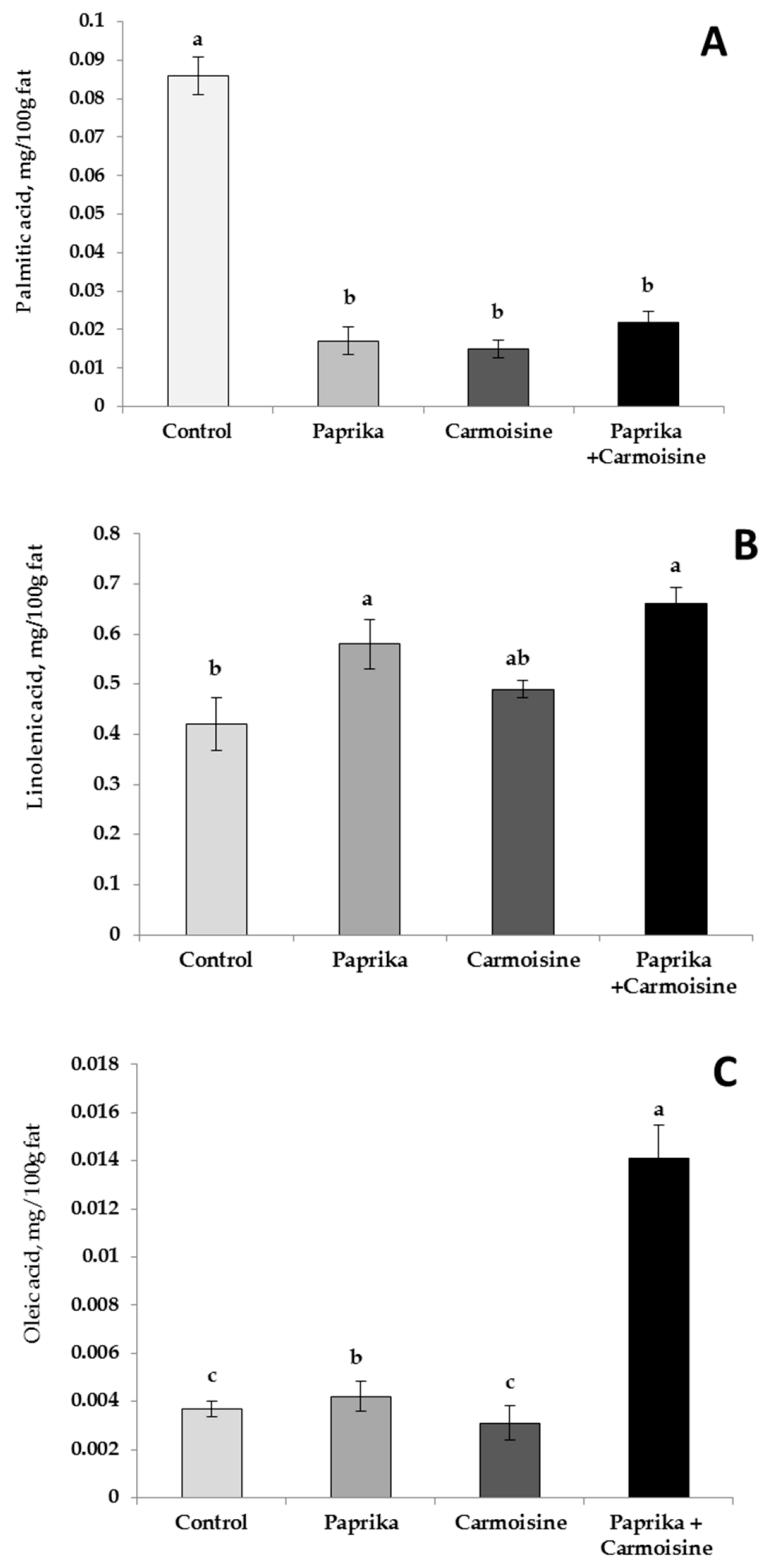 A
Palmitic acid, mg/100g fat
0.1
0.09
0.08
0.07
0.06
0.05
0.04
0.03
0.02
0.01
0
a
b
b
b
Control
Paprika
Carmoisine
Paprika
+Carmoisine
B
Linolenic acid, mg/100g fat
0.8
0.7
0.6
0.5
0.4
0.3
0.2
0.1
0
b
a
ab
a
Control
Paprika
Carmoisine
Paprika
+Carmoisine
C
Oleic acid, mg/100g fat
0.018
0.016
0.014
0.012
0.01
0.008
0.006
0.004
0.002
0
c
b
c
a
Control
Paprika
Carmoisine
Paprika +
Carmoisine